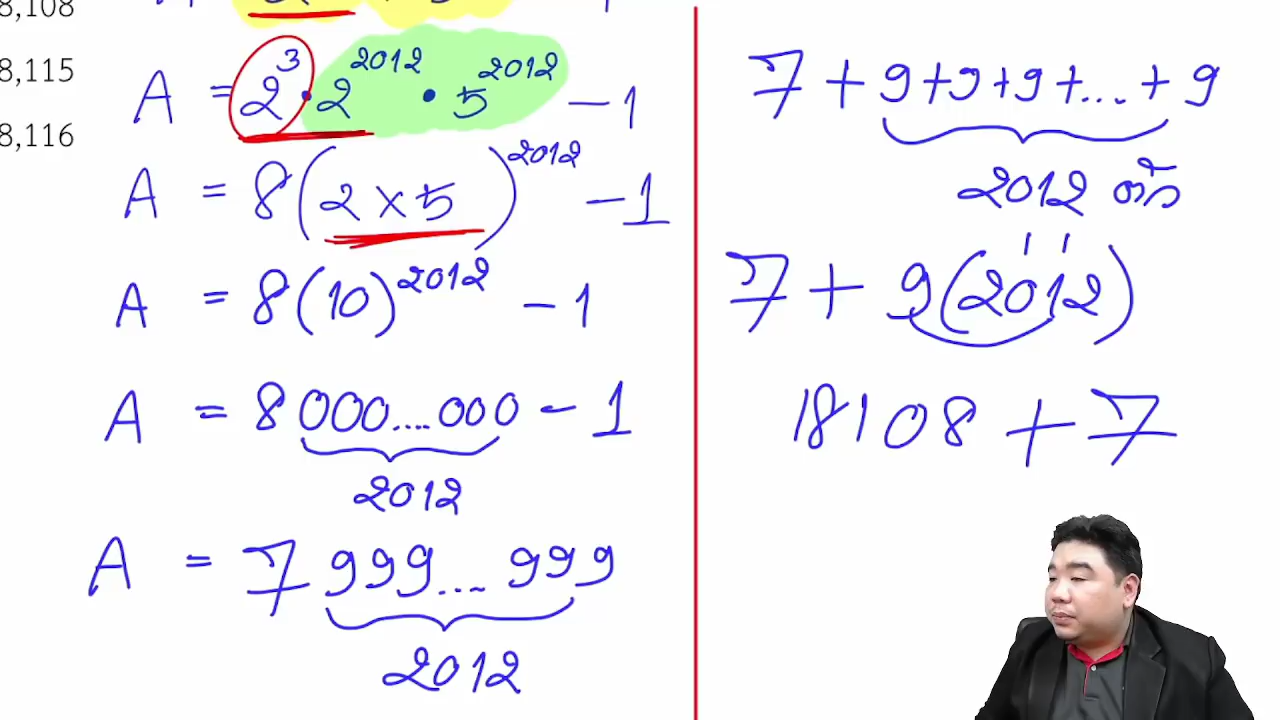 8,108
8,115
8,116
A = 2³ · 2²⁰¹² · 5²⁰¹² − 1
A = 8(2 × 5)²⁰¹² − 1
A = 8(10)²⁰¹² − 1
A = 8000....000 − 1
2012
A = 7999....999
2012
7 + 9 + 9 + 9 + ... + 9
2012 ตัว
7 + 9(2012)
18108 + 7